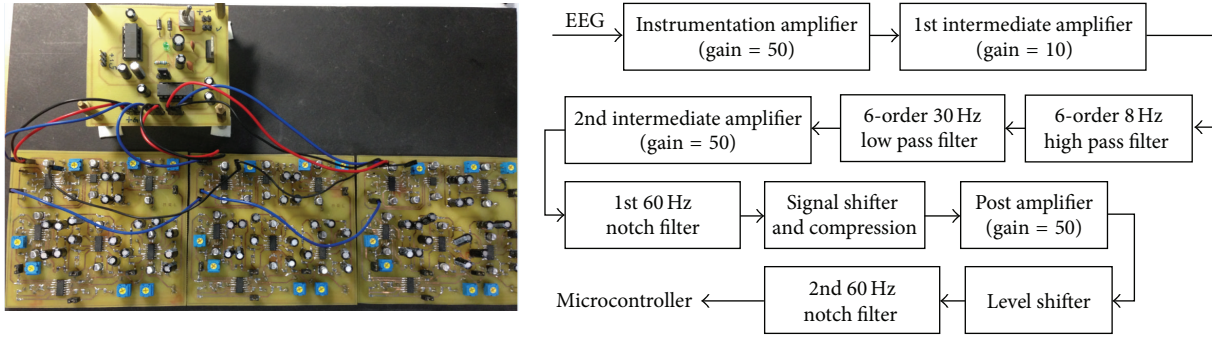 EEG
Instrumentation amplifier
(gain = 50)
1st intermediate amplifier
(gain = 10)
2nd intermediate amplifier
(gain = 50)
6-order 30 Hz
low pass filter
6-order 8 Hz
high pass filter
1st 60 Hz
notch filter
Signal shifter
and compression
Post amplifier
(gain = 50)
Microcontroller
2nd 60 Hz
notch filter
Level shifter